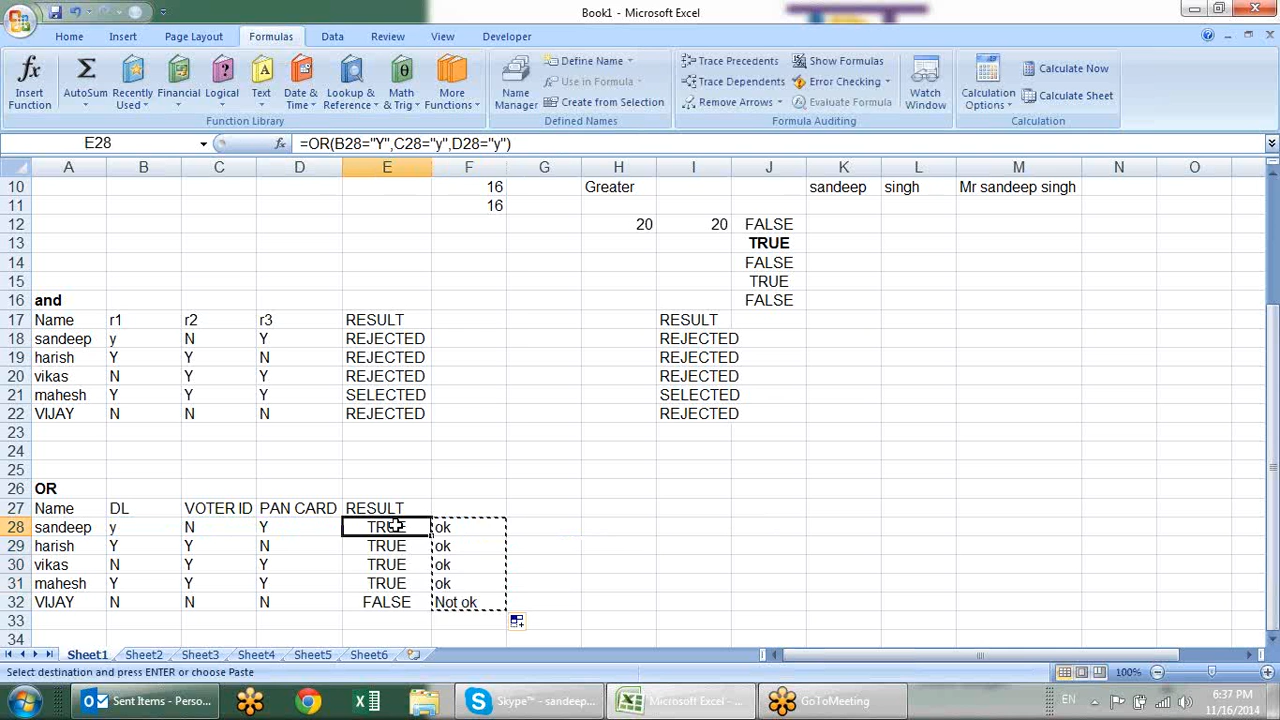 Book1 - Microsoft Excel
Home Insert Page Layout Formulas Data Review View Developer
Insert Function
AutoSum
Recently Used
Financial
Logical
Text
Date & Time
Lookup & Reference
Math & Trig
More Functions
Function Library
Name Manager
Define Name
Use in Formula
Create from Selection
Defined Names
Trace Precedents
Trace Dependents
Remove Arrows
Show Formulas
Error Checking
Evaluate Formula
Formula Auditing
Watch Window
Calculation Options
Calculate Now
Calculate Sheet
Calculation
E28 fx =OR(B28="Y",C28="y",D28="y")
A B C D E F G H I J K L M N O
10 16 Greater sandeep singh Mr sandeep singh
11 16
12 20 20 FALSE
13 TRUE
14 FALSE
15 TRUE
16 and FALSE
17 Name r1 r2 r3 RESULT RESULT
18 sandeep y N Y REJECTED REJECTED
19 harish Y Y N REJECTED REJECTED
20 vikas N Y Y REJECTED REJECTED
21 mahesh Y Y Y SELECTED SELECTED
22 VIJAY N N N REJECTED REJECTED
23
24
25
26 OR
27 Name DL VOTER ID PAN CARD RESULT
28 sandeep y N Y TRUE ok
29 harish Y Y N TRUE ok
30 vikas N Y Y TRUE ok
31 mahesh Y Y Y TRUE ok
32 VIJAY N N N FALSE Not ok
33
34
Sheet1 Sheet2 Sheet3 Sheet4 Sheet5 Sheet6
Select destination and press ENTER or choose Paste 100%
Sent Items - Perso... Skype™ - sandeep... Microsoft Excel - ... GoToMeeting EN 6:37 PM
11/16/2014